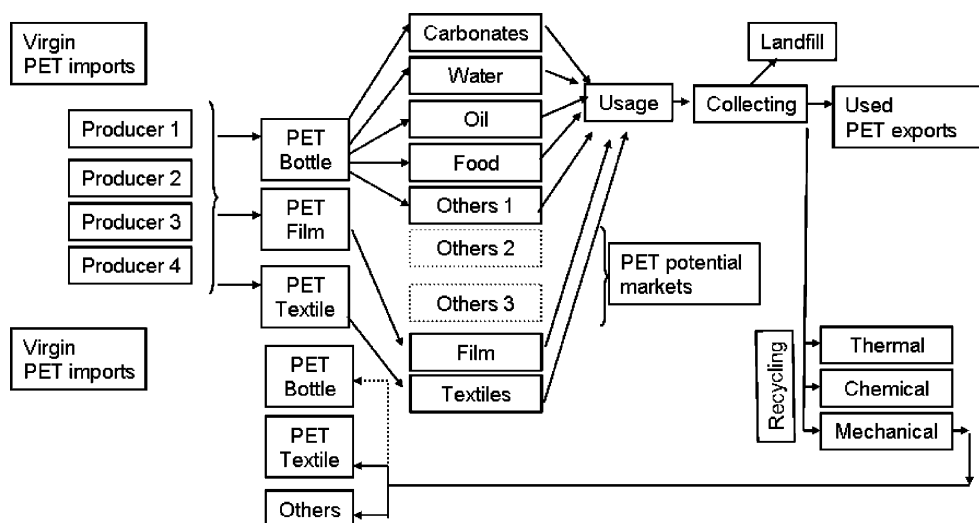 Virgin
PET imports
Producer 1
Producer 2
Producer 3
Producer 4
Virgin
PET imports
PET
Bottle
PET
Film
PET
Textile
PET
Bottle
PET
Textile
Others
Carbonates
Water
Oil
Food
Others 1
Others 2
Others 3
Film
Textiles
Usage
PET potential
markets
Collecting
Landfill
Used
PET exports
Recycling
Thermal
Chemical
Mechanical